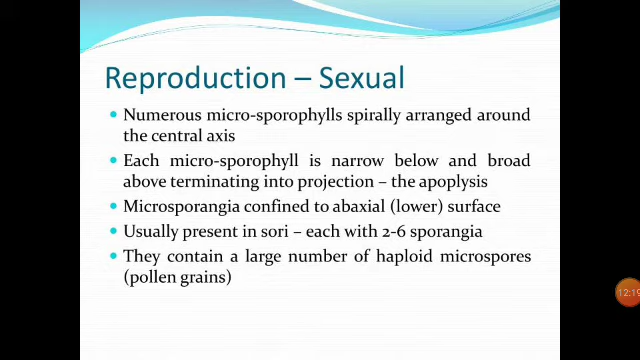 Reproduction – Sexual
• Numerous micro-sporophylls spirally arranged around
the central axis
• Each micro-sporophyll is narrow below and broad
above terminating into projection – the apoplysis
• Microsporangia confined to abaxial (lower) surface
• Usually present in sori – each with 2-6 sporangia
• They contain a large number of haploid microspores
(pollen grains)
12:19